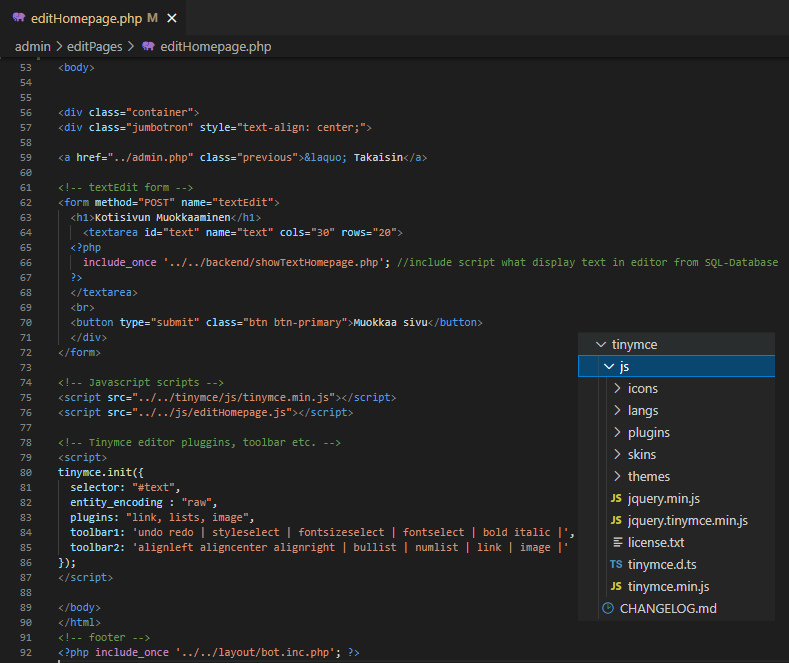 editHomepage.php M
admin > editPages > editHomepage.php
53 <body>
54
55
56 <div class="container">
57 <div class="jumbotron" style="text-align: center;">
58
59 <a href="../admin.php" class="previous">&laquo; Takaisin</a>
60
61 <!-- textEdit form -->
62 <form method="POST" name="textEdit">
63 <h1>Kotisivun Muokkaaminen</h1>
64 <textarea id="text" name="text" cols="30" rows="20">
65 <?php
66 include_once '../../backend/showTextHomepage.php'; //include script what display text in editor from SQL-Database
67 ?>
68 </textarea>
69 <br>
70 <button type="submit" class="btn btn-primary">Muokkaa sivu</button>
71 </div>
72 </form>
73
74 <!-- Javascript scripts -->
75 <script src="../../tinymce/js/tinymce.min.js"></script>
76 <script src="../../js/editHomepage.js"></script>
77
78 <!-- Tinymce editor pluggins, toolbar etc. -->
79 <script>
80 tinymce.init({
81 selector: "#text",
82 entity_encoding : "raw",
83 plugins: "link, lists, image",
84 toolbar1: 'undo redo | styleselect | fontsizeselect | fontselect | bold italic |',
85 toolbar2: 'alignleft aligncenter alignright | bullist | numlist | link | image |'
86 });
87 </script>
88
89 </body>
90 </html>
91 <!-- footer -->
92 <?php include_once '../../layout/bot.inc.php'; ?>
tinymce
js
icons
langs
plugins
skins
themes
JS jquery.min.js
JS jquery.tinymce.min.js
license.txt
TS tinymce.d.ts
JS tinymce.min.js
CHANGELOG.md